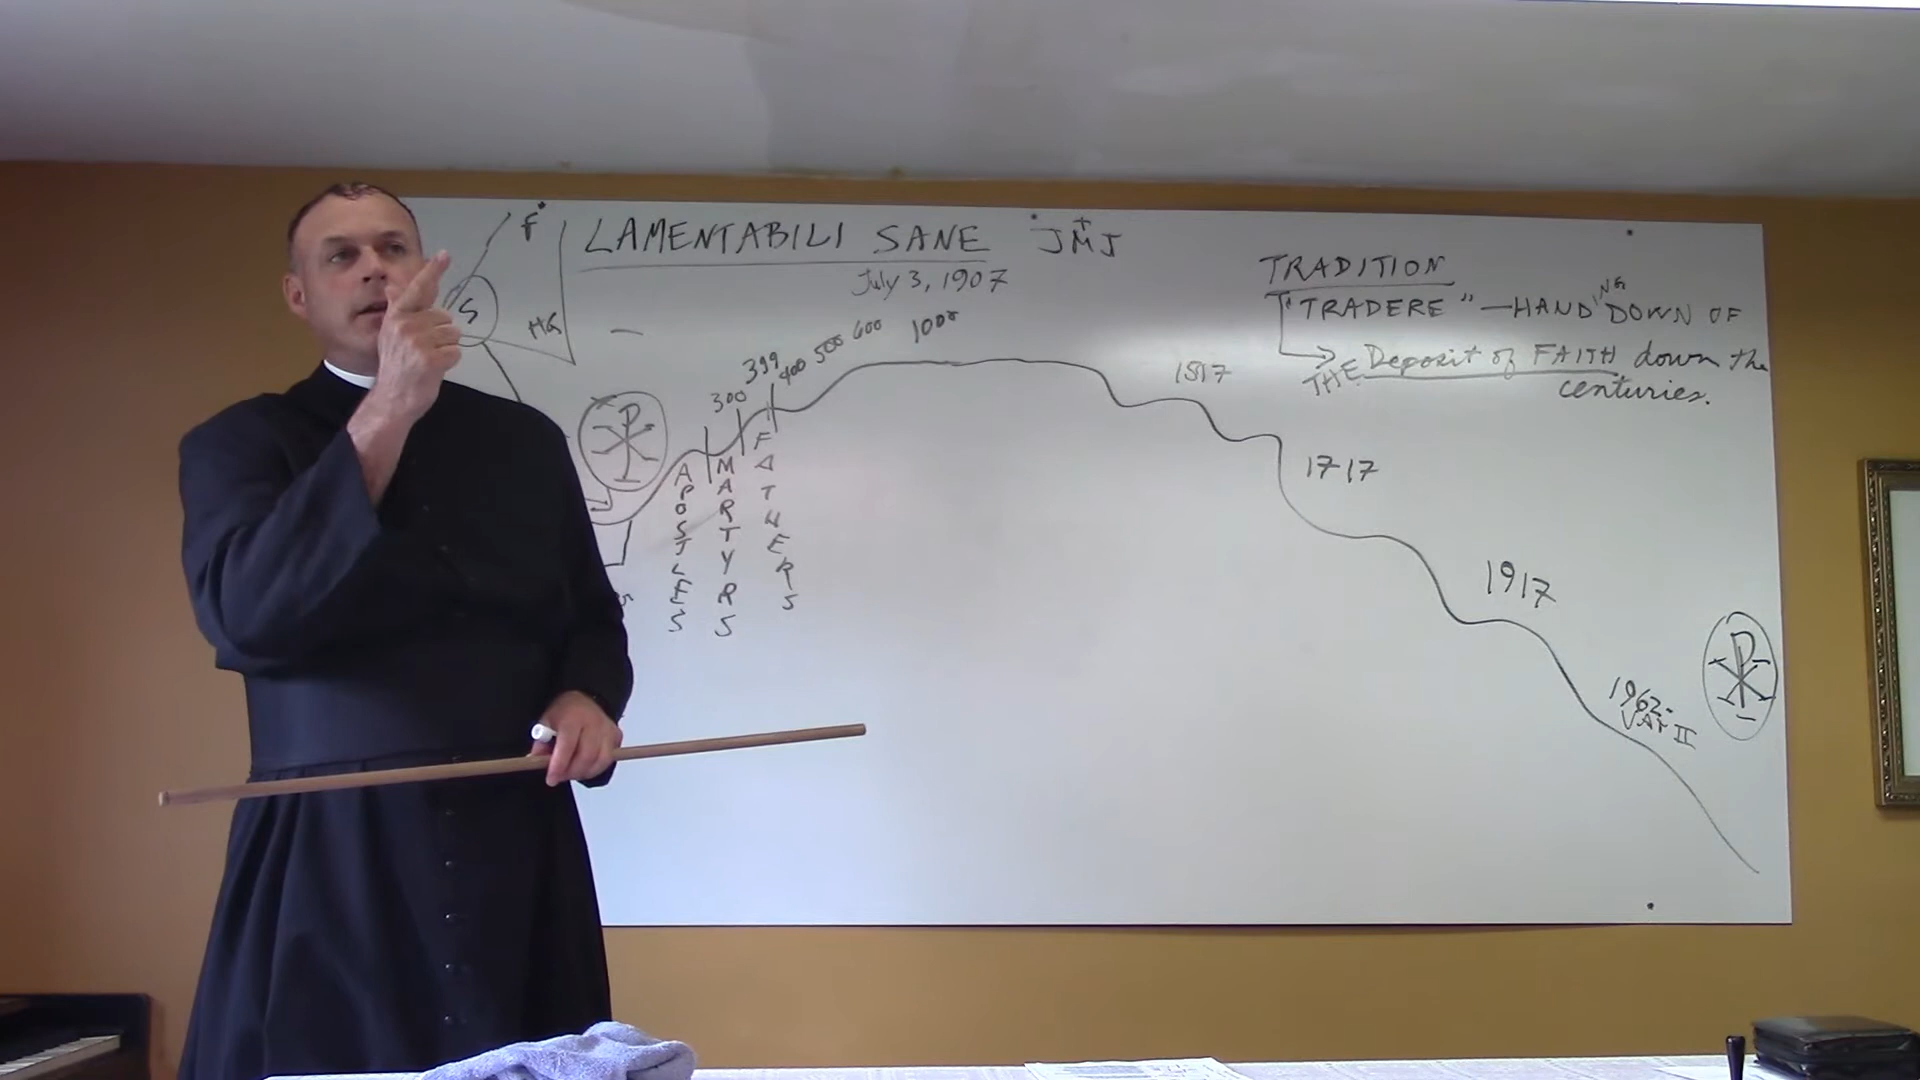 F
S
HG
LAMENTABILI SANE JMJ
July 3, 1907
TRADITION
"TRADERE" — HANDING DOWN OF
THE Deposit of FAITH down the
centuries.
300
399
400
500
600
1000
1517
1717
1917
1962-
VAT II
APOSTLES
MARTYRS
FATHERS